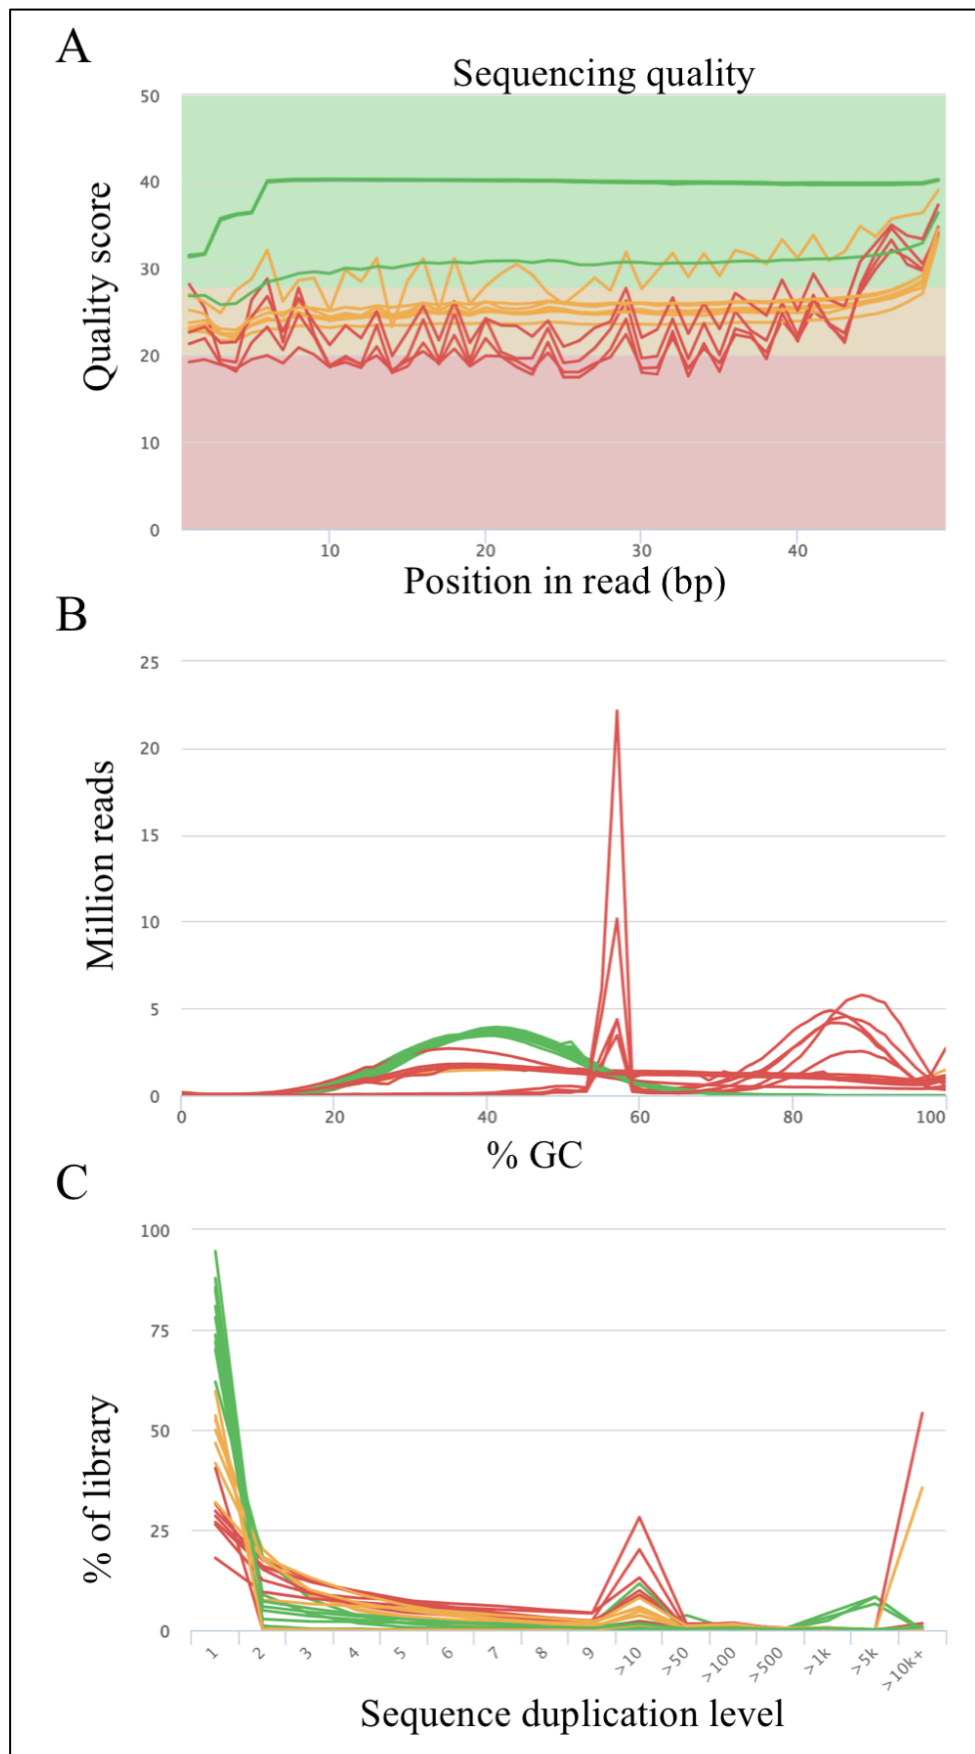 A
Sequencing quality
50
40
30
20
10
0
Quality score
10 20 30 40
Position in read (bp)
B
25
20
15
10
5
0
Million reads
0 20 40 60 80 100
% GC
C
100
75
50
25
0
% of library
1 2 3 4 5 6 7 8 9 >10 >50 >100 >500 >1k >5k >10k+
Sequence duplication level